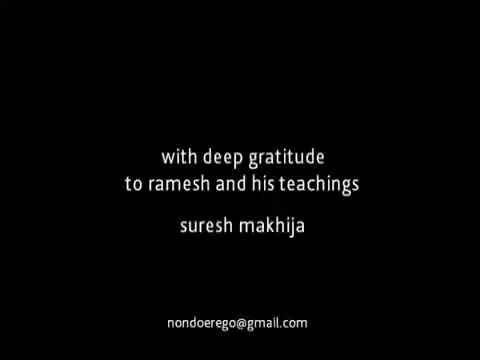 with deep gratitude
to ramesh and his teachings
suresh makhija
nondoerego@gmail.com